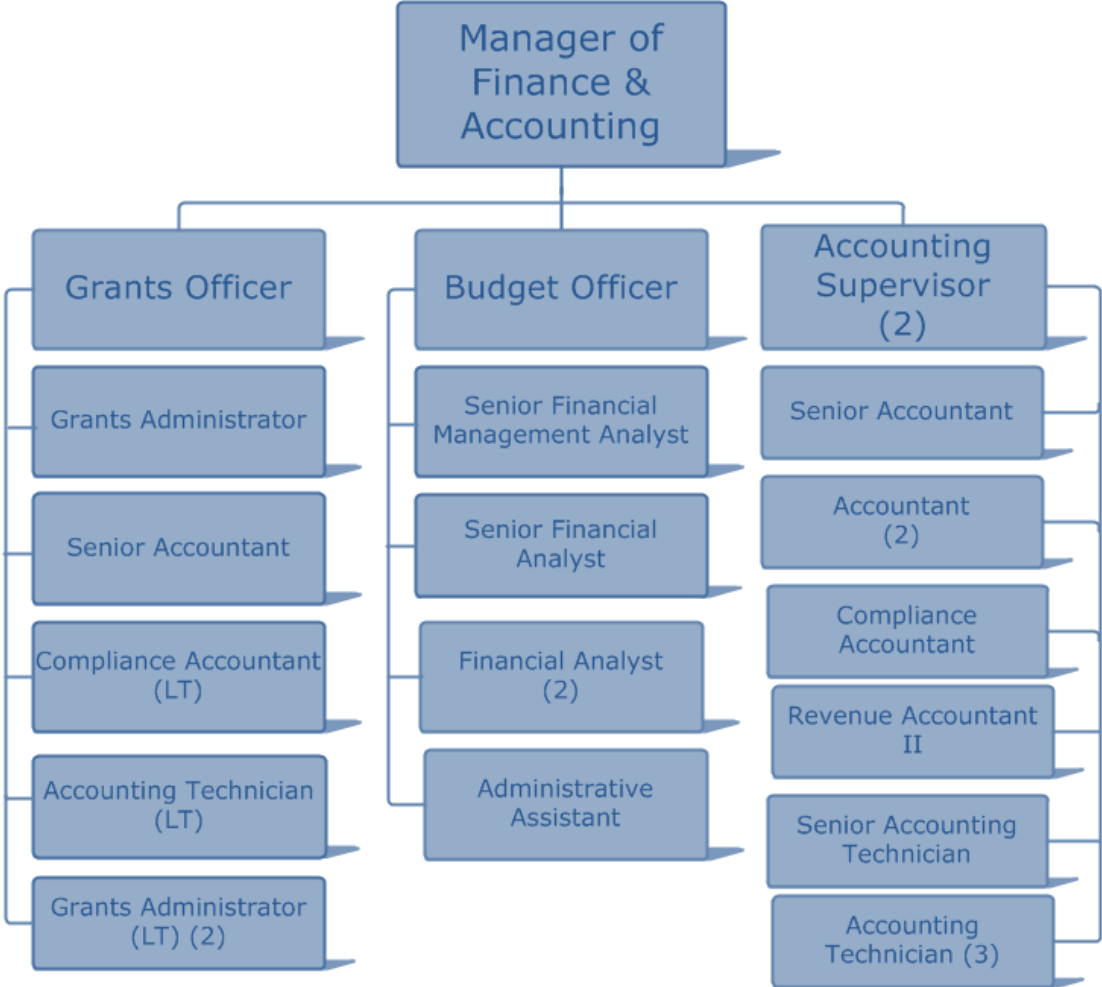 Manager of
Finance &
Accounting
Grants Officer
Grants Administrator
Senior Accountant
Compliance Accountant
(LT)
Accounting Technician
(LT)
Grants Administrator
(LT) (2)
Budget Officer
Senior Financial
Management Analyst
Senior Financial
Analyst
Financial Analyst
(2)
Administrative
Assistant
Accounting
Supervisor
(2)
Senior Accountant
Accountant
(2)
Compliance
Accountant
Revenue Accountant
II
Senior Accounting
Technician
Accounting
Technician (3)